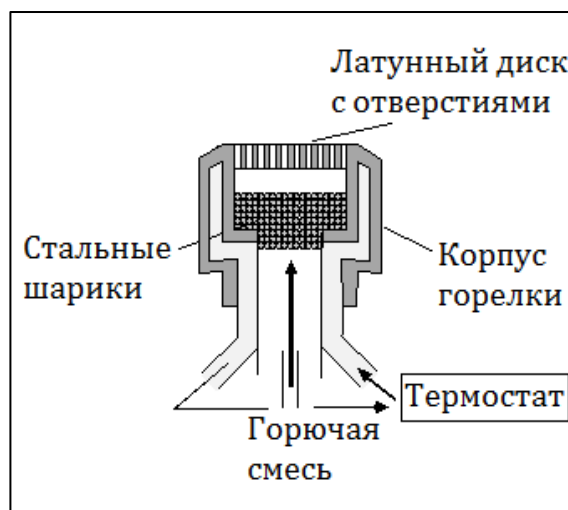 Латунный диск
с отверстиями
Стальные
шарики
Корпус
горелки
Термостат
Горючая
смесь